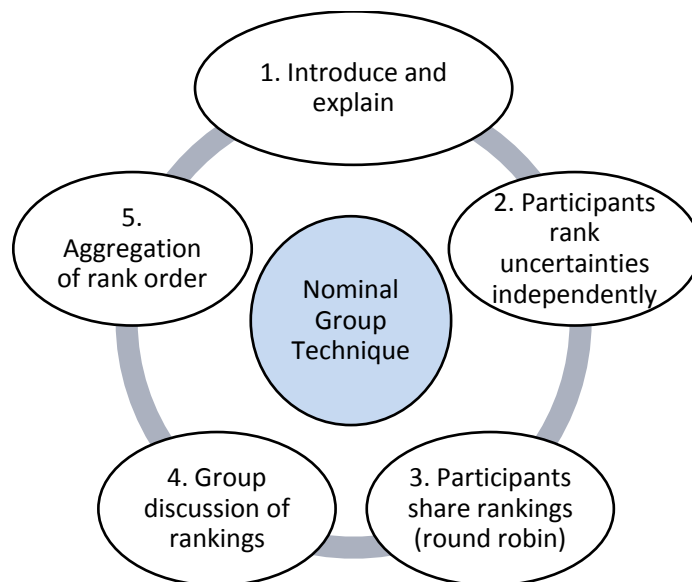 1. Introduce and
explain
2. Participants
rank
uncertainties
independently
3. Participants
share rankings
(round robin)
4. Group
discussion of
rankings
5.
Aggregation
of rank order
Nominal
Group
Technique